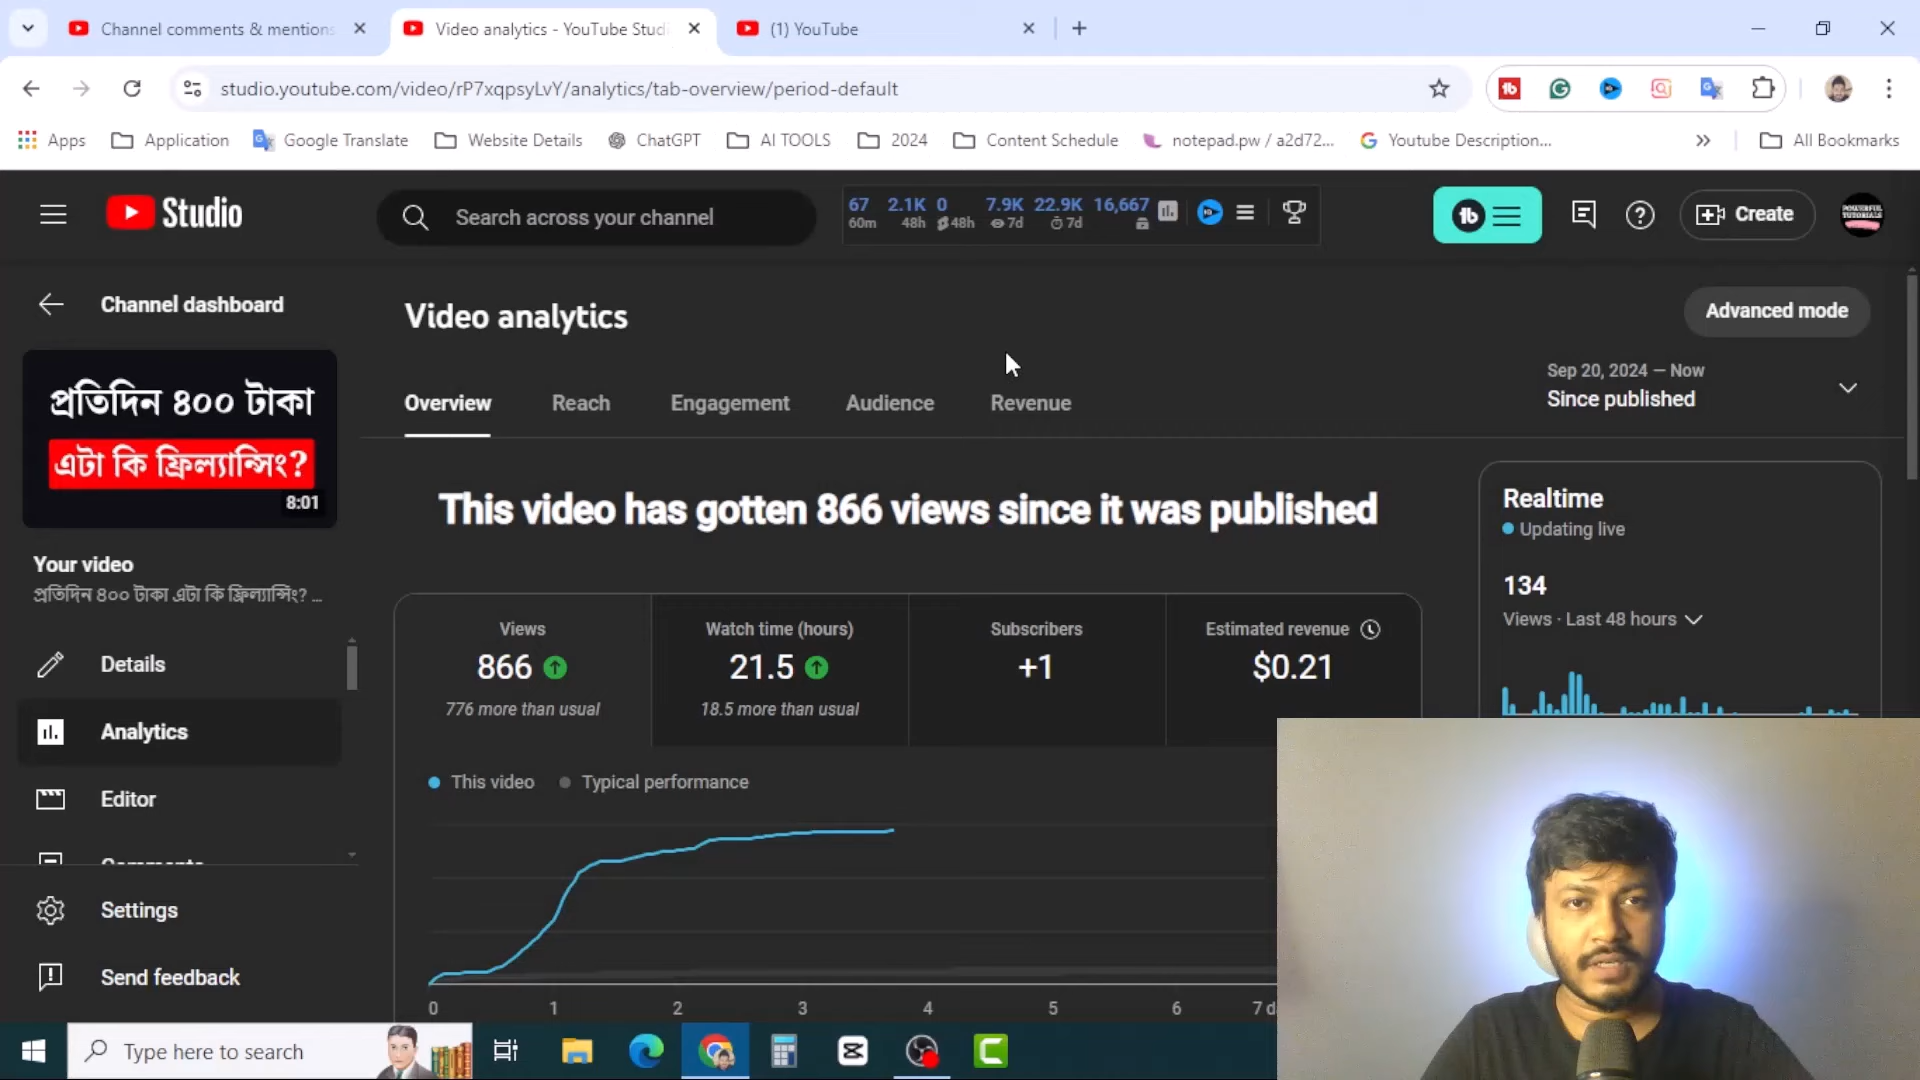 Channel comments & mentions
Video analytics - YouTube Stud
(1) YouTube
studio.youtube.com/video/rP7xqpsyLvY/analytics/tab-overview/period-default
Apps
Application
Google Translate
Website Details
ChatGPT
AI TOOLS
2024
Content Schedule
notepad.pw / a2d72...
Youtube Description...
All Bookmarks
Studio
Search across your channel
67 2.1K 0 7.9K 22.9K 16,667
60m 48h 48h 7d 7d
Create
Channel dashboard
প্রতিদিন ৪০০ টাকা
এটা কি ফ্রিল্যান্সিং?
8:01
Your video
প্রতিদিন ৪০০ টাকা এটা কি ফ্রিল্যান্সিং? ...
Details
Analytics
Editor
Comments
Settings
Send feedback
Video analytics
Advanced mode
Overview
Reach
Engagement
Audience
Revenue
Sep 20, 2024 – Now
Since published
This video has gotten 866 views since it was published
Views
866
776 more than usual
Watch time (hours)
21.5
18.5 more than usual
Subscribers
+1
Estimated revenue
$0.21
This video
Typical performance
0 1 2 3 4 5 6 7 d
Realtime
Updating live
134
Views · Last 48 hours
Type here to search